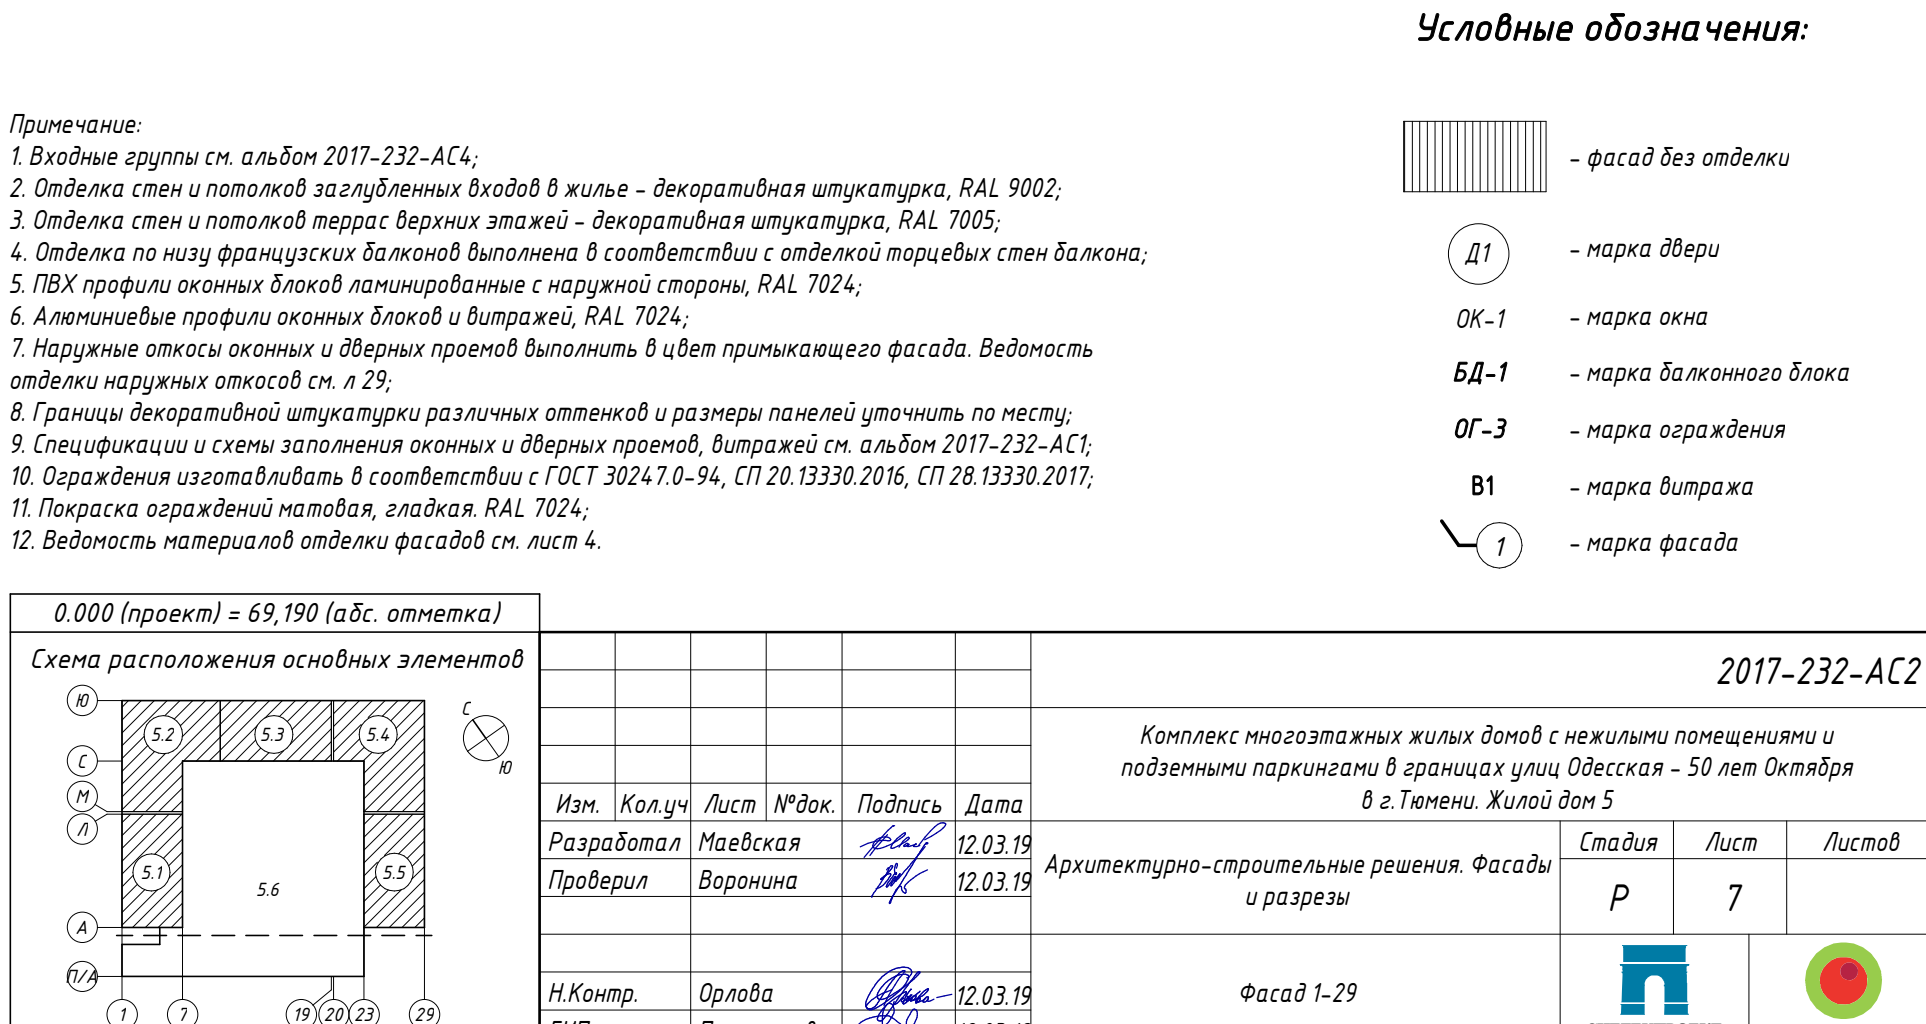 Условные обозначения:
Примечание:
1. Входные группы см. альбом 2017-232-АС4;
2. Отделка стен и потолков заглубленных входов в жилье - декоративная штукатурка, RAL 9002;
3. Отделка стен и потолков террас верхних этажей - декоративная штукатурка, RAL 7005;
4. Отделка по низу французских балконов выполнена в соответствии с отделкой торцевых стен балкона;
5. ПВХ профили оконных блоков ламинированные с наружной стороны, RAL 7024;
6. Алюминиевые профили оконных блоков и витражей, RAL 7024;
7. Наружные откосы оконных и дверных проемов выполнить в цвет примыкающего фасада. Ведомость
отделки наружных откосов см. л 29;
8. Границы декоративной штукатурки различных оттенков и размеры панелей уточнить по месту;
9. Спецификации и схемы заполнения оконных и дверных проемов, витражей см. альбом 2017-232-АС1;
10. Ограждения изготавливать в соответствии с ГОСТ 30247.0-94, СП 20.13330.2016, СП 28.13330.2017;
11. Покраска ограждений матовая, гладкая. RAL 7024;
12. Ведомость материалов отделки фасадов см. лист 4.
- фасад без отделки
Д1 - марка двери
ОК-1 - марка окна
БД-1 - марка балконного блока
ОГ-3 - марка ограждения
В1 - марка витража
1 - марка фасада
0.000 (проект) = 69,190 (абс. отметка)
Схема расположения основных элементов
Ю
С
М
Л
А
П/А
5.2 5.3 5.4
5.1 5.6 5.5
С
Ю
1 7 19 20 23 29
2017-232-АС2
Комплекс многоэтажных жилых домов с нежилыми помещениями и
подземными паркингами в границах улиц Одесская - 50 лет Октября
в г.Тюмени. Жилой дом 5
Изм. Кол.уч Лист №док. Подпись Дата
Разработал Маевская 12.03.19
Проверил Воронина 12.03.19
Архитектурно-строительные решения. Фасады
и разрезы
Стадия Лист Листов
Р 7
Н.Контр. Орлова 12.03.19
Фасад 1-29